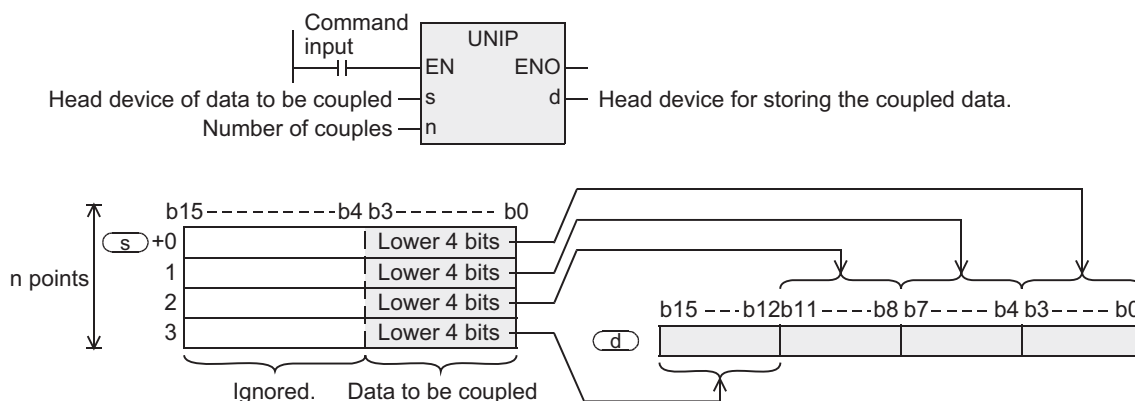 Command
input
UNIP
EN ENO
Head device of data to be coupled s d Head device for storing the coupled data.
Number of couples n
b15 b4 b3 b0
s +0 Lower 4 bits
n points
1 Lower 4 bits
2 Lower 4 bits
3 Lower 4 bits
b15 b12 b11 b8 b7 b4 b3 b0
d
Ignored. Data to be coupled